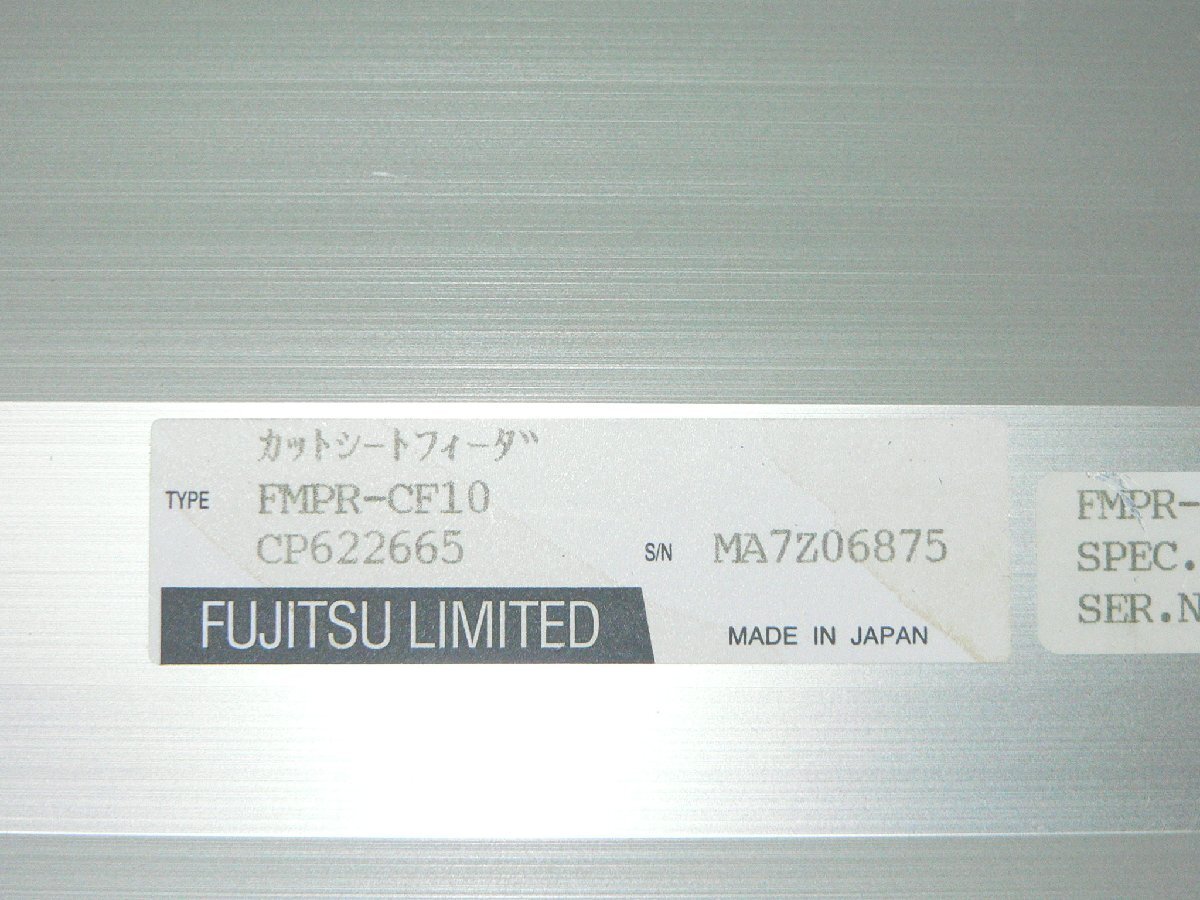 カットシートフィーダ
TYPE FMPR-CF10
CP622665 S/N MA7Z06875
FUJITSU LIMITED MADE IN JAPAN
FMPR-
SPEC.
SER.N